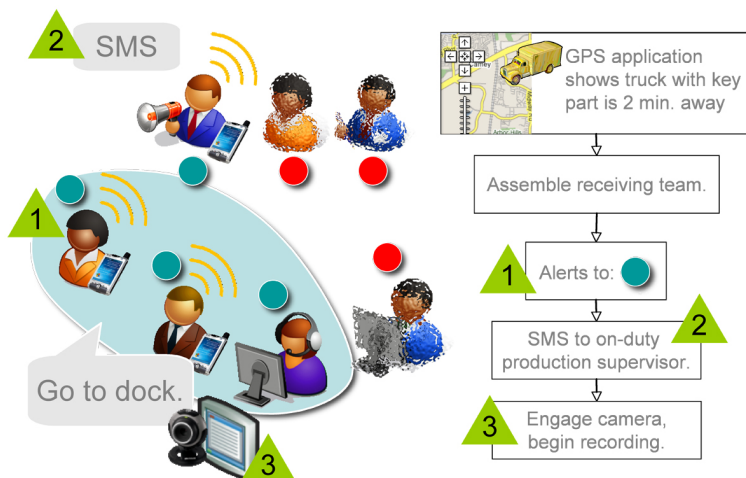 2
SMS
GPS application
shows truck with key
part is 2 min. away
Assemble receiving team.
1
1
Alerts to:
2
SMS to on-duty
production supervisor.
Go to dock.
3
Engage camera,
begin recording.
3